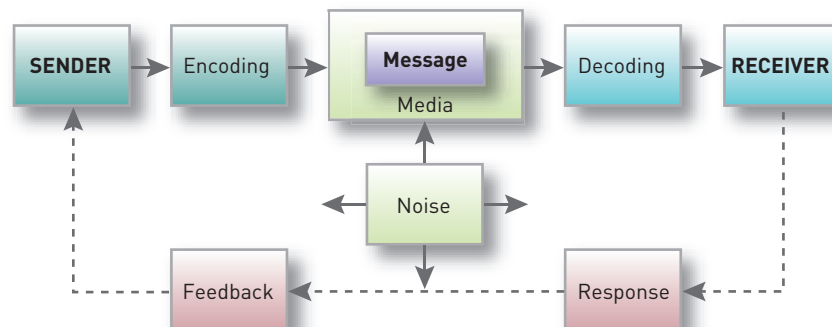 SENDER
Encoding
Message
Media
Decoding
RECEIVER
Noise
Feedback
Response